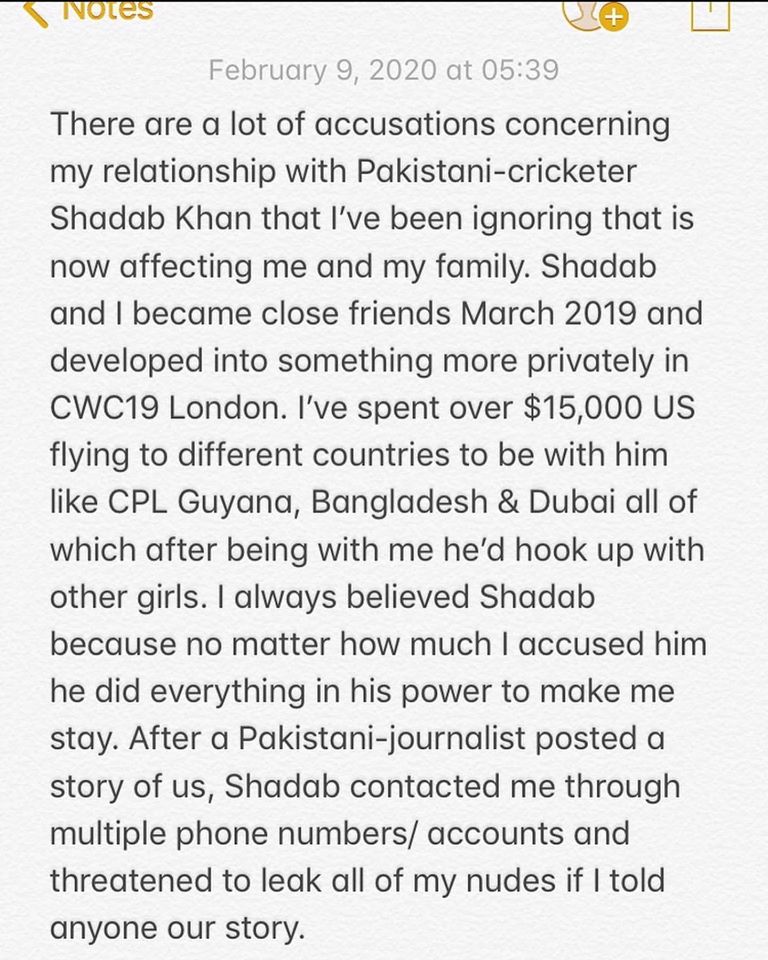 Notes
February 9, 2020 at 05:39
There are a lot of accusations concerning
my relationship with Pakistani-cricketer
Shadab Khan that I’ve been ignoring that is
now affecting me and my family. Shadab
and I became close friends March 2019 and
developed into something more privately in
CWC19 London. I’ve spent over $15,000 US
flying to different countries to be with him
like CPL Guyana, Bangladesh & Dubai all of
which after being with me he’d hook up with
other girls. I always believed Shadab
because no matter how much I accused him
he did everything in his power to make me
stay. After a Pakistani-journalist posted a
story of us, Shadab contacted me through
multiple phone numbers/ accounts and
threatened to leak all of my nudes if I told
anyone our story.